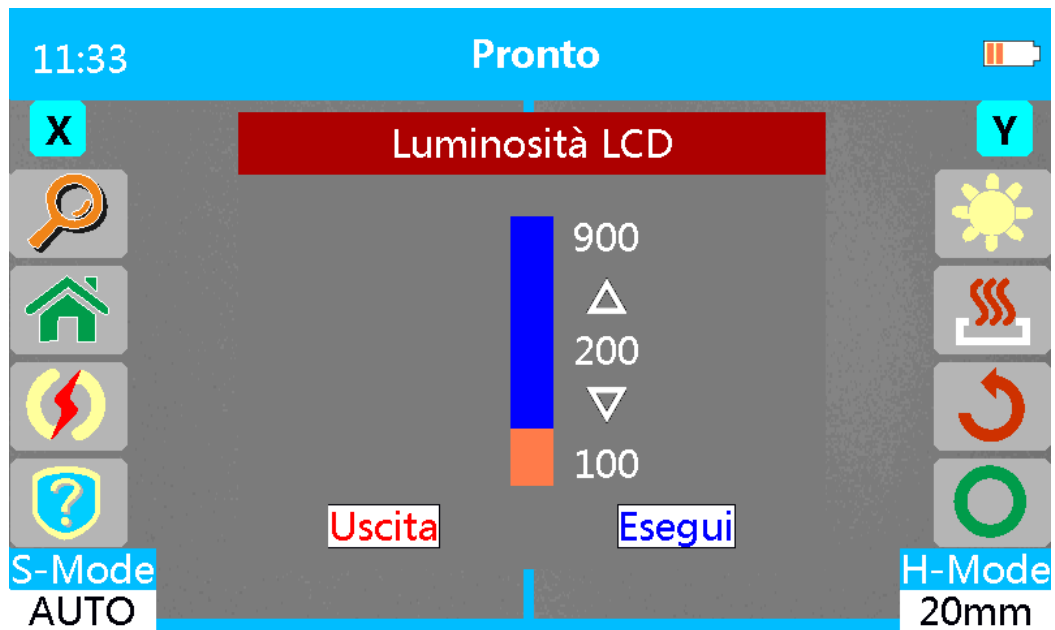 11:33
Pronto
X
Y
Luminosità LCD
900
200
100
?
Uscita
Esegui
S-Mode
H-Mode
AUTO
20mm